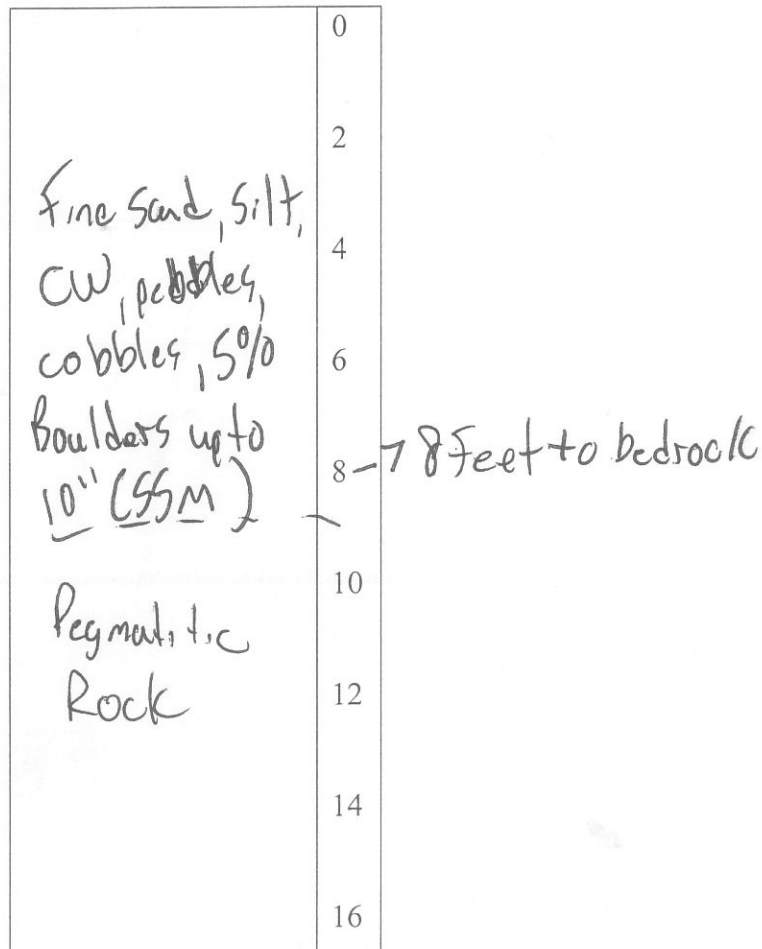 0
2
Fine Sand, Silt,
4
CW, pebbles,
cobbles, 5%
6
Boulders up to
8 → 8 Feet to bedrock
10" (SSM)
10
Pegmatitic
Rock
12
14
16